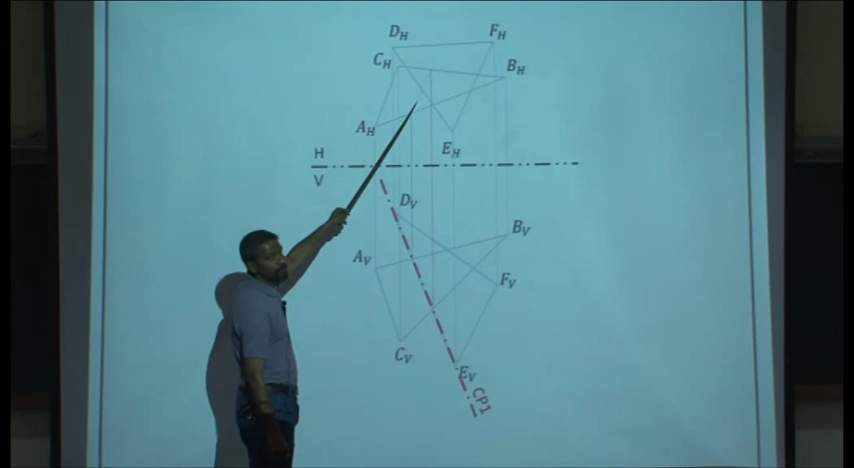 D_H
F_H
C_H
B_H
A_H
E_H
H
V
D_V
B_V
A_V
F_V
C_V
E_V
CP1